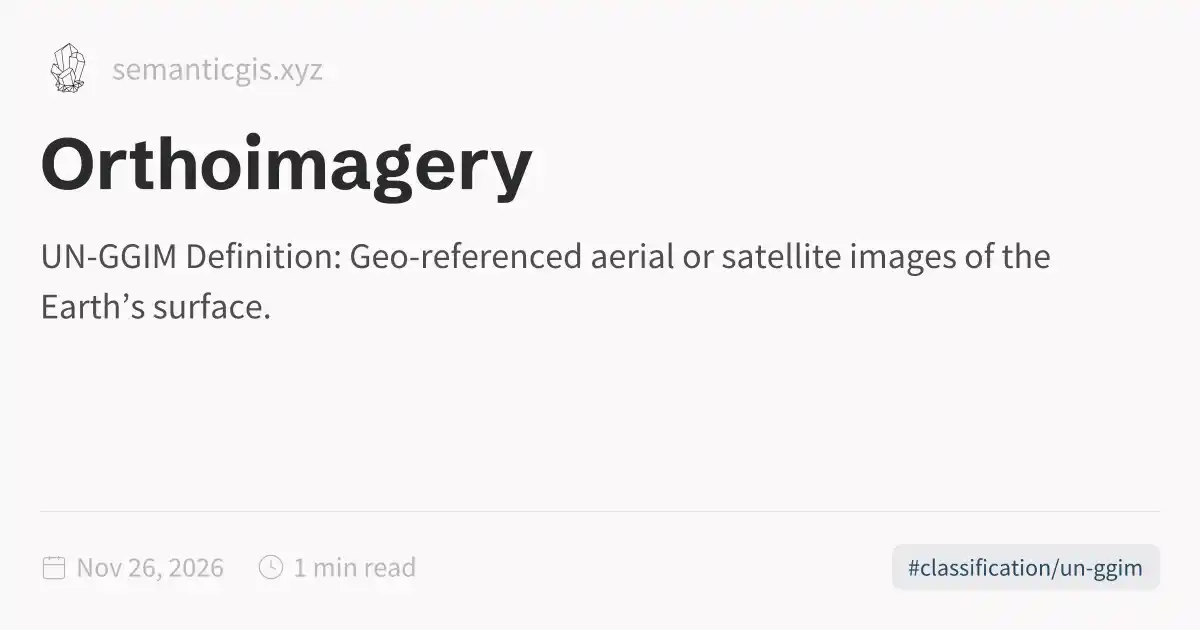 semanticgis.xyz
Orthoimagery
UN-GGIM Definition: Geo-referenced aerial or satellite images of the
Earth’s surface.
Nov 26, 2026 1 min read #classification/un-ggim